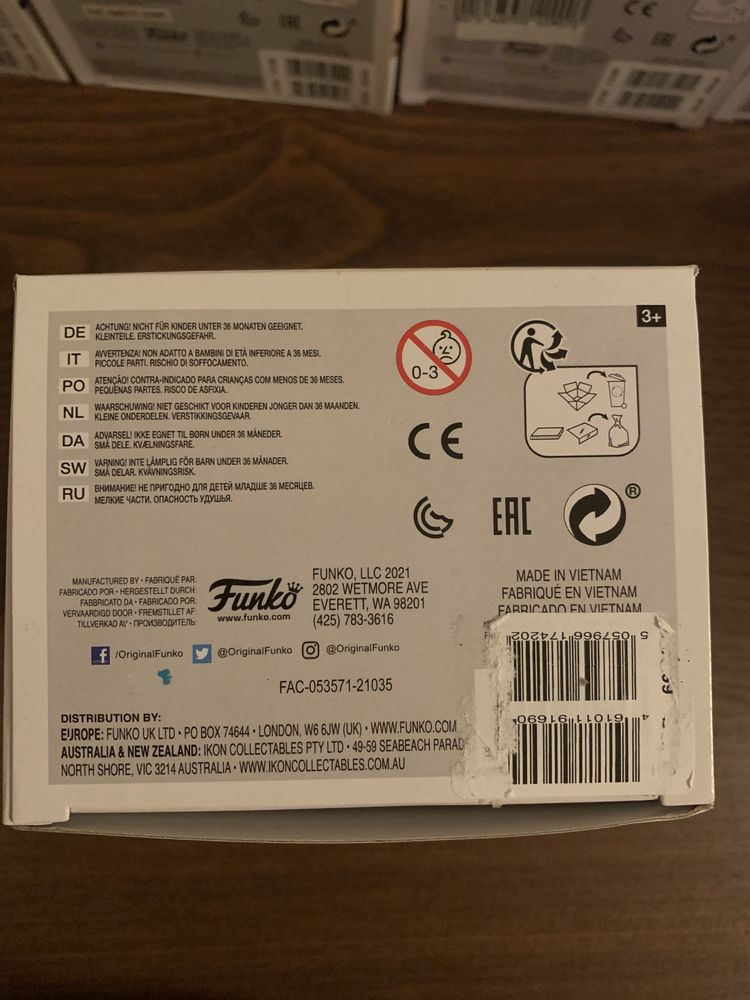 3+
DE ACHTUNG! NICHT FÜR KINDER UNTER 36 MONATEN GEEIGNET.
KLEINTEILE. ERSTICKUNGSGEFAHR.
IT AVVERTENZA! NON ADATTO A BAMBINI DI ETÀ INFERIORE A 36 MESI.
PICCOLE PARTI. RISCHIO DI SOFFOCAMENTO.
PO ATENÇÃO! CONTRA-INDICADO PARA CRIANÇAS COM MENOS DE 36 MESES.
PEQUENAS PARTES. RISCO DE ASFIXIA.
NL WAARSCHUWING! NIET GESCHIKT VOOR KINDEREN JONGER DAN 36 MAANDEN.
KLEINE ONDERDELEN. VERSTIKKINGSGEVAAR.
DA ADVARSEL! IKKE EGNET TIL BØRN UNDER 36 MÅNEDER.
SMÅ DELE. KVÆLNINGSFARE.
SW VARNING! INTE LÄMPLIG FÖR BARN UNDER 36 MÅNADER.
SMÅ DELAR. KVÄVNINGSRISK.
RU ВНИМАНИЕ! НЕ ПРИГОДНО ДЛЯ ДЕТЕЙ МЛАДШЕ 36 МЕСЯЦЕВ.
МЕЛКИЕ ЧАСТИ. ОПАСНОСТЬ УДУШЬЯ.
0-3
CE
EAC
®
MANUFACTURED BY • FABRIQUÉ PAR:
FABRICADO POR • HERGESTELLT DURCH:
FABBRICATO DA • FABRICADO POR:
VERVAARDIGD DOOR • FREMSTILLET AF:
TILLVERKAD AV • ПРОИЗВОДИТЕЛЬ:
Funko
www.funko.com
FUNKO, LLC 2021
2802 WETMORE AVE
EVERETT, WA 98201
(425) 783-3616
MADE IN VIETNAM
FABRIQUÉ EN VIETNAM
FABRICADO EN VIETNAM
/OriginalFunko @OriginalFunko @OriginalFunko
FAC-053571-21035
DISTRIBUTION BY:
EUROPE: FUNKO UK LTD • PO BOX 74644 • LONDON, W6 6JW (UK) • WWW.FUNKO.COM
AUSTRALIA & NEW ZEALAND: IKON COLLECTABLES PTY LTD • 49-59 SEABEACH PARAD
NORTH SHORE, VIC 3214 AUSTRALIA • WWW.IKONCOLLECTABLES.COM.AU
5 057966 174202
4 61011 91690